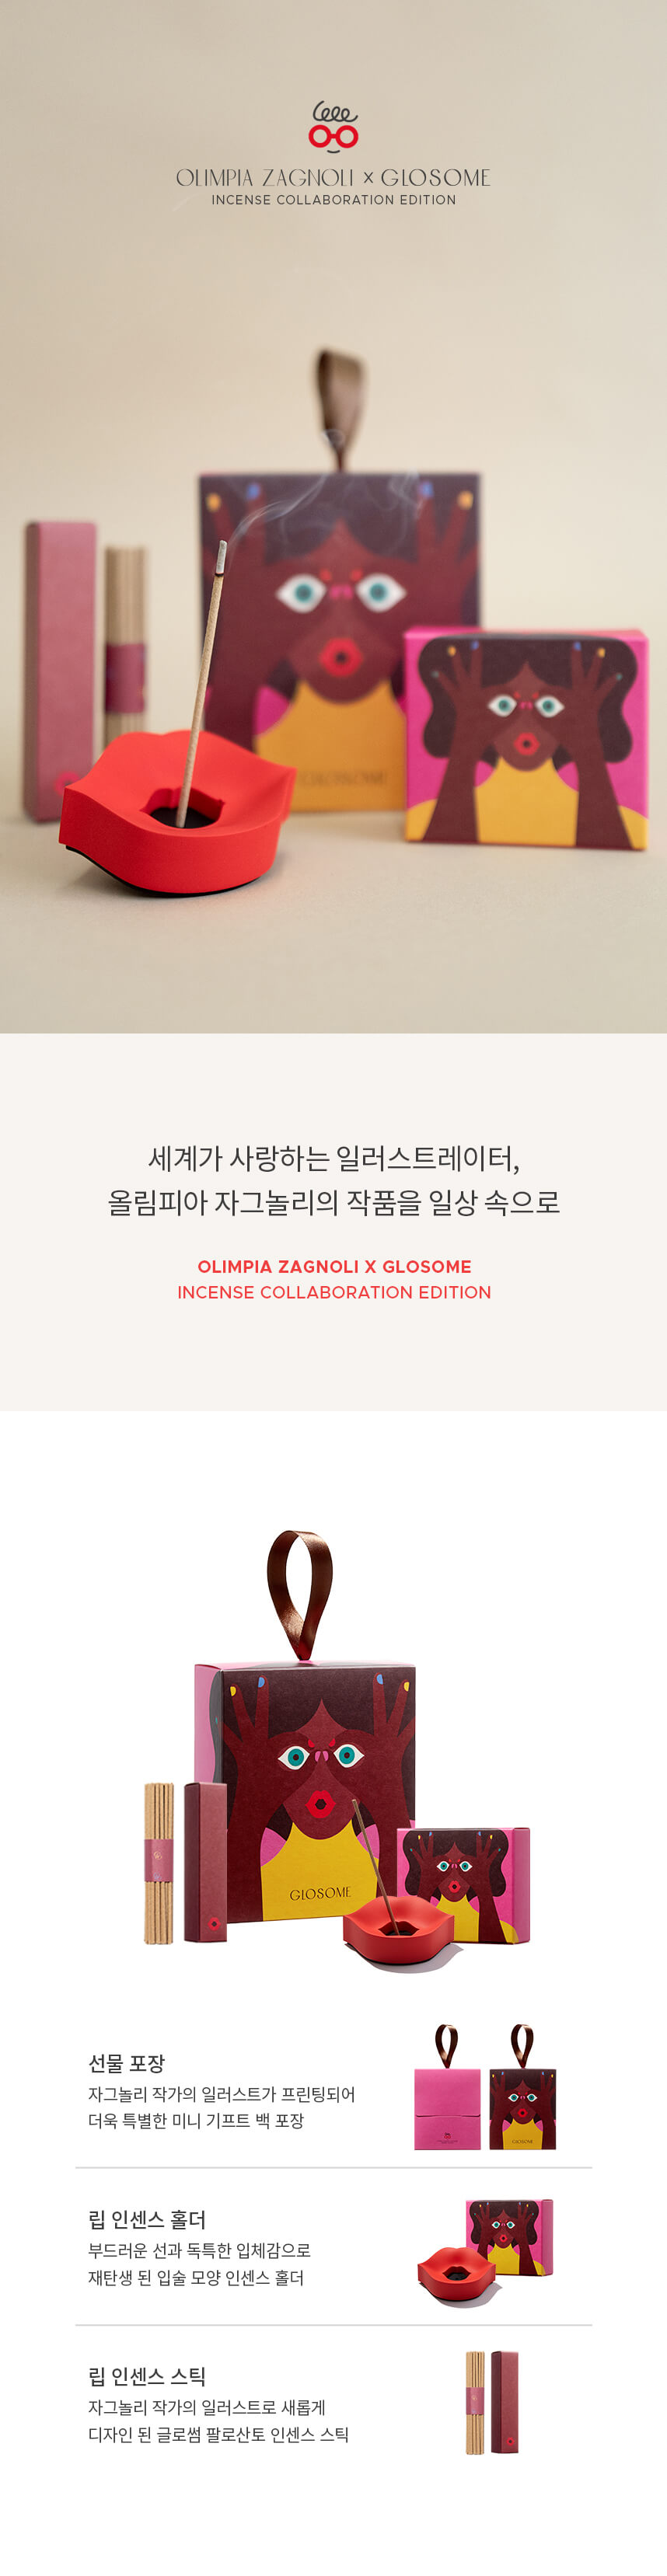 OLIMPIA ZAGNOLI × GLOSOME
INCENSE COLLABORATION EDITION
GLOSOME
세계가 사랑하는 일러스트레이터,
올림피아 자그놀리의 작품을 일상 속으로
OLIMPIA ZAGNOLI X GLOSOME
INCENSE COLLABORATION EDITION
GLOSOME
선물 포장
자그놀리 작가의 일러스트가 프린팅되어
더욱 특별한 미니 기프트 백 포장
GLOSOME
립 인센스 홀더
부드러운 선과 독특한 입체감으로
재탄생 된 입술 모양 인센스 홀더
립 인센스 스틱
자그놀리 작가의 일러스트로 새롭게
디자인 된 글로썸 팔로산토 인센스 스틱